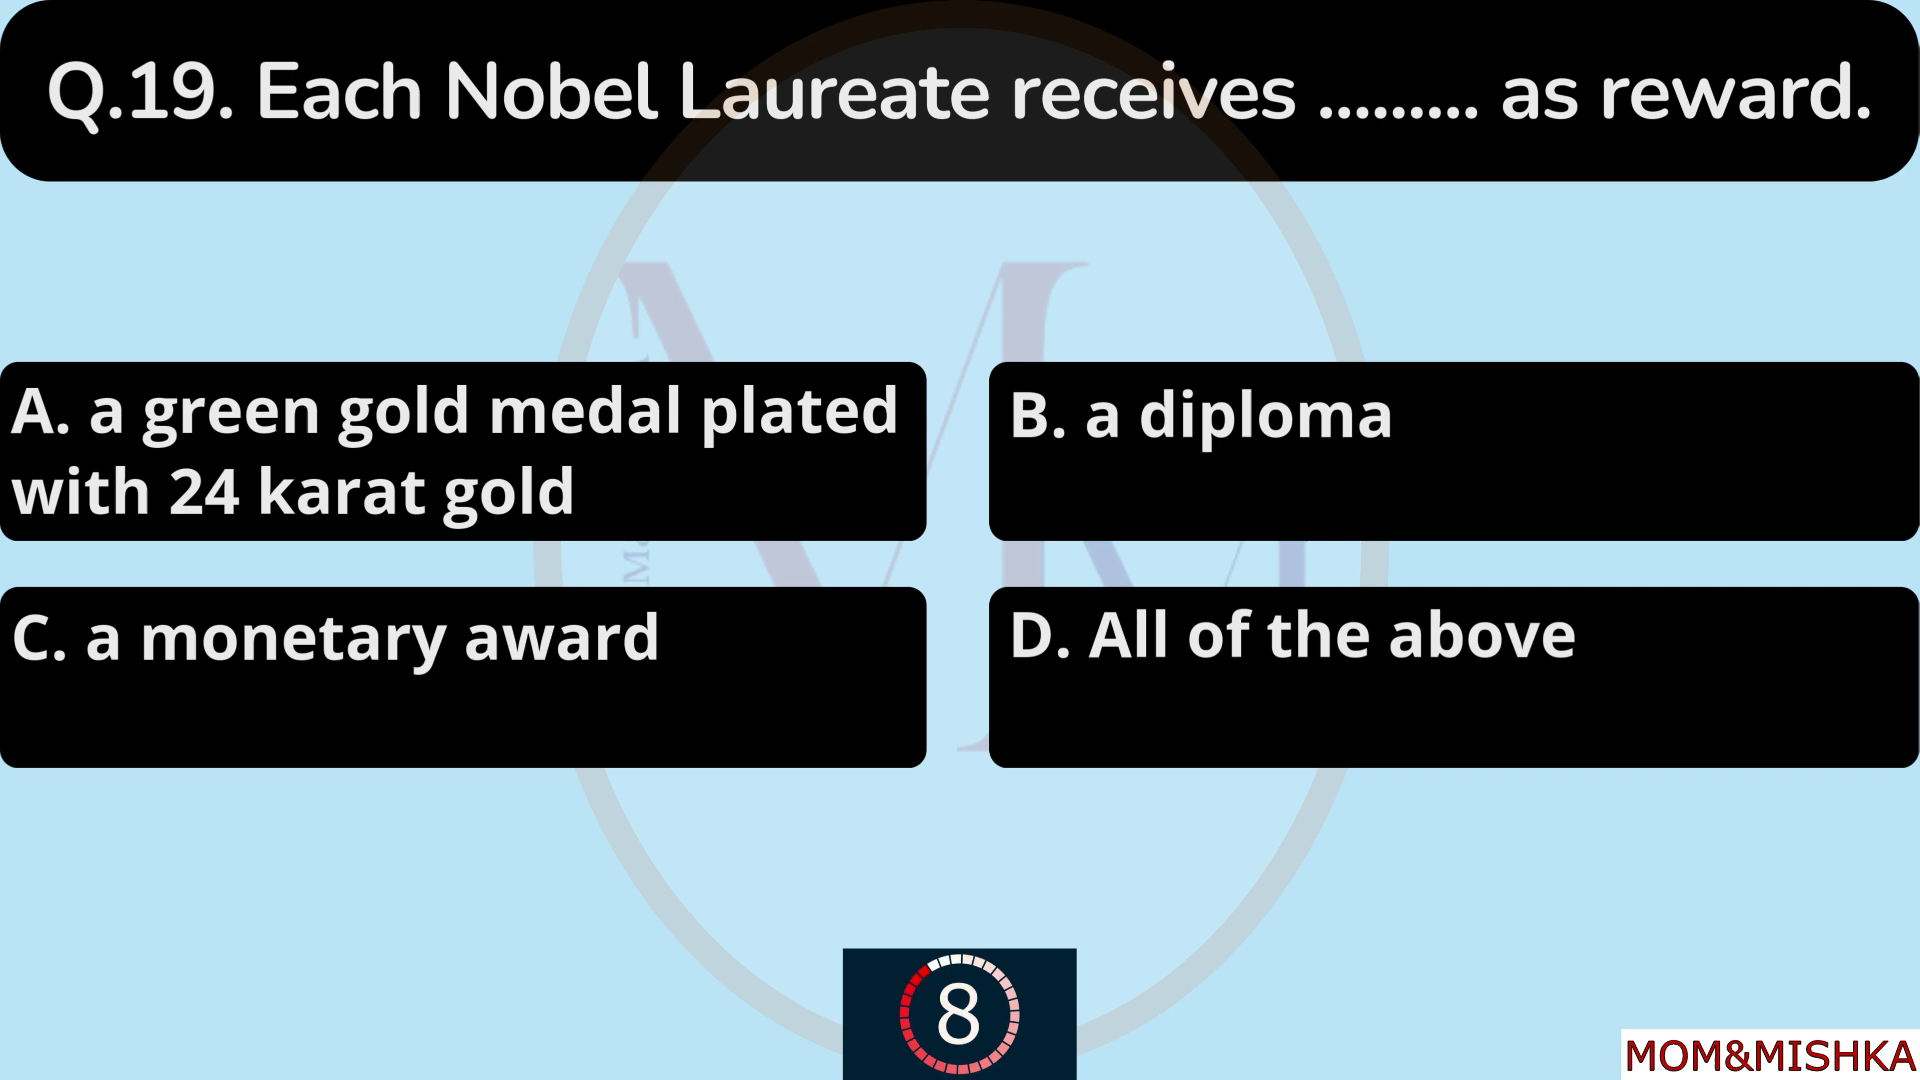 Q.19. Each Nobel Laureate receives ......... as reward.
A. a green gold medal plated
with 24 karat gold
B. a diploma
C. a monetary award
D. All of the above
8
MOM&MISHKA